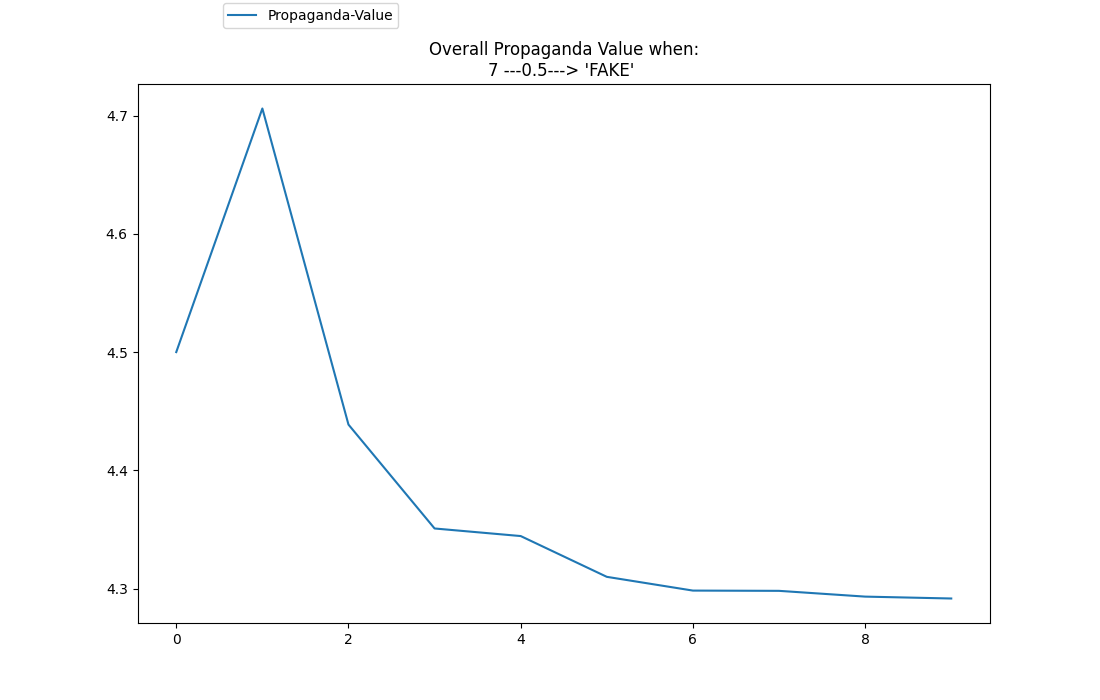 Propaganda-Value
Overall Propaganda Value when:
7 ---0.5---> 'FAKE'
4.7
4.6
4.5
4.4
4.3
0 2 4 6 8